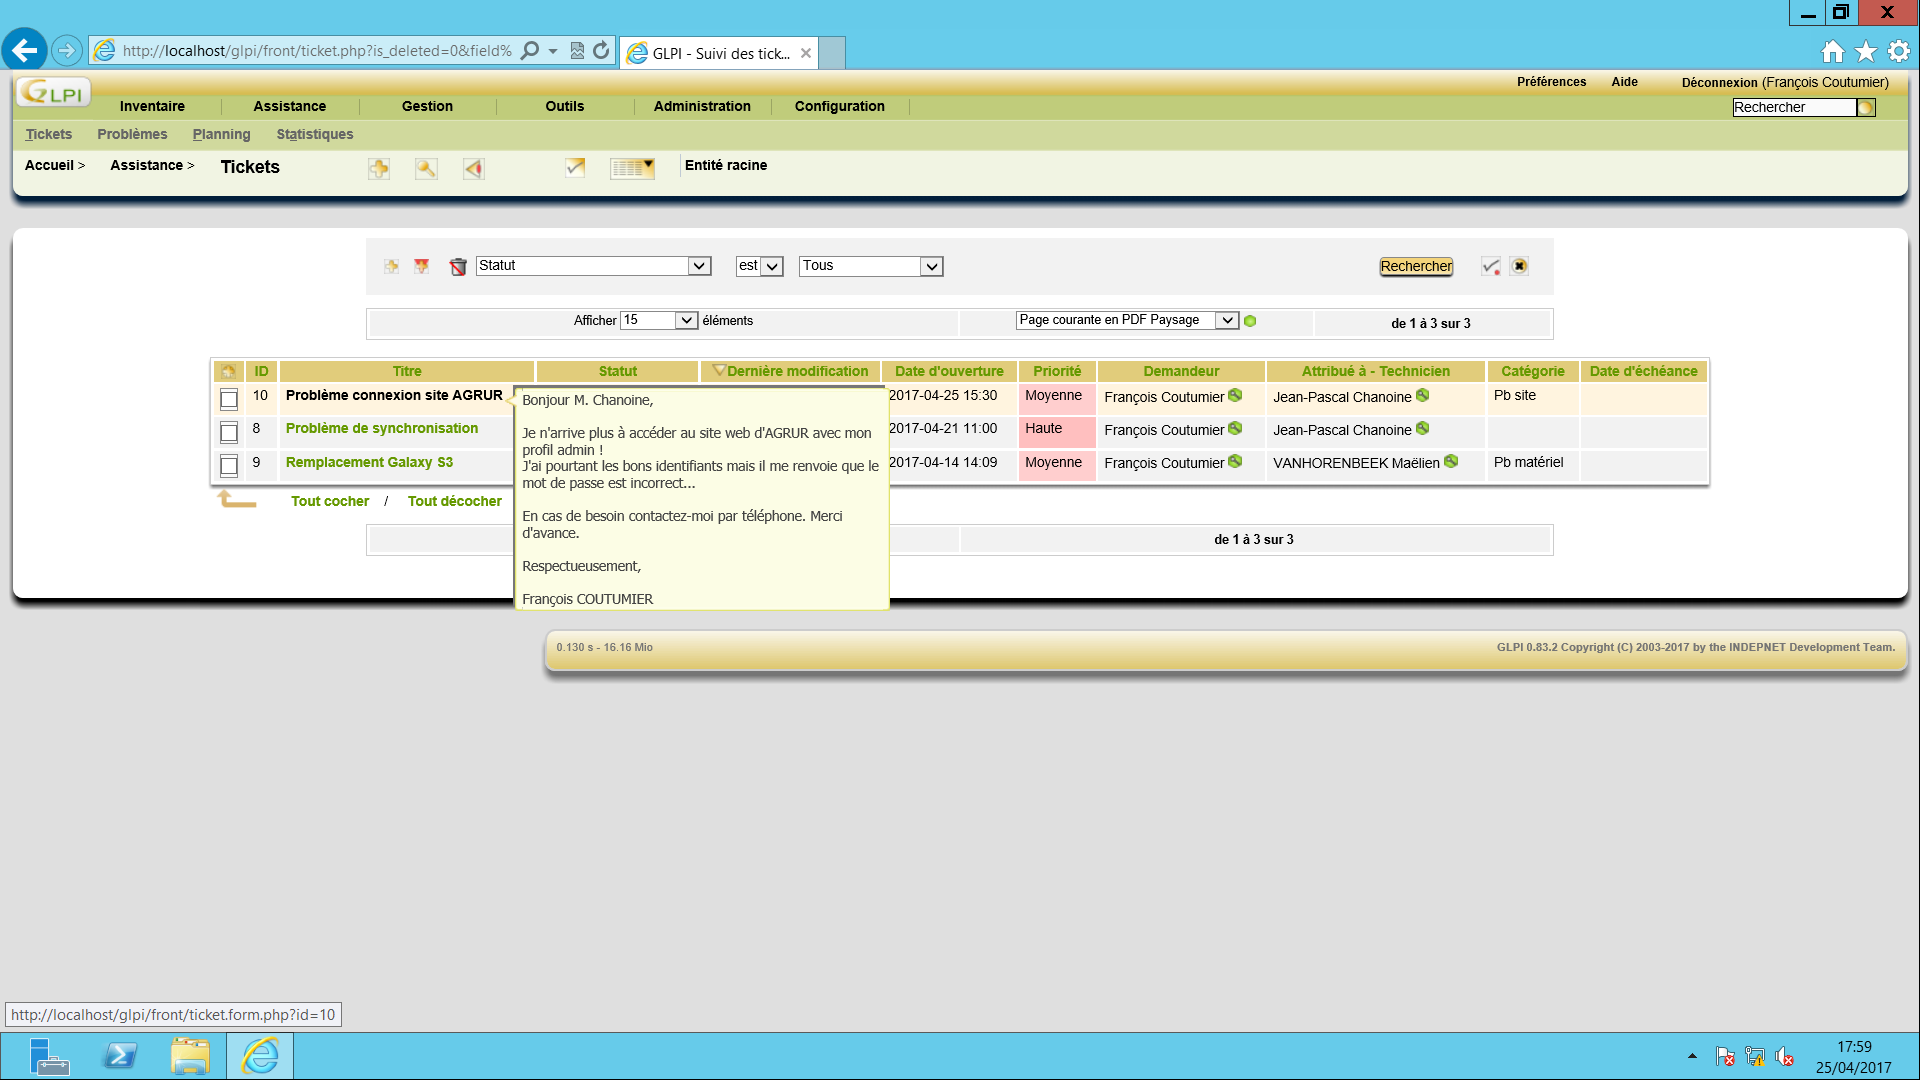 http://localhost/glpi/front/ticket.php?is_deleted=0&field%
GLPI - Suivi des tick...
Préférences Aide Déconnexion (François Coutumier)
GLPI
Inventaire Assistance Gestion Outils Administration Configuration
Rechercher
Tickets Problèmes Planning Statistiques
Accueil > Assistance > Tickets Entité racine
Statut est Tous Rechercher
Afficher 15 éléments Page courante en PDF Paysage de 1 à 3 sur 3
ID Titre Statut Dernière modification Date d'ouverture Priorité Demandeur Attribué à - Technicien Catégorie Date d'échéance
10 Problème connexion site AGRUR 2017-04-25 15:30 Moyenne François Coutumier Jean-Pascal Chanoine Pb site
8 Problème de synchronisation 2017-04-21 11:00 Haute François Coutumier Jean-Pascal Chanoine
9 Remplacement Galaxy S3 2017-04-14 14:09 Moyenne François Coutumier VANHORENBEEK Maëlien Pb matériel
Bonjour M. Chanoine,
Je n'arrive plus à accéder au site web d'AGRUR avec mon
profil admin !
J'ai pourtant les bons identifiants mais il me renvoie que le
mot de passe est incorrect...
En cas de besoin contactez-moi par téléphone. Merci
d'avance.
Respectueusement,
François COUTUMIER
Tout cocher / Tout décocher
de 1 à 3 sur 3
0.130 s - 16.16 Mio
GLPI 0.83.2 Copyright (C) 2003-2017 by the INDEPNET Development Team.
http://localhost/glpi/front/ticket.form.php?id=10
17:59
25/04/2017